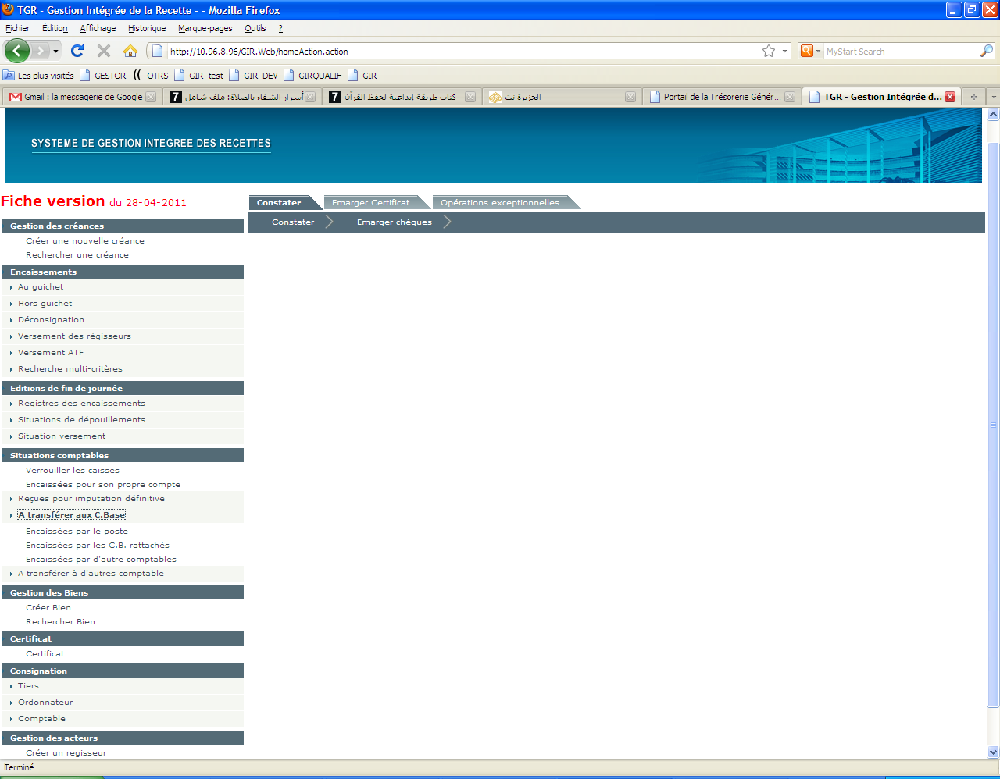 TGR - Gestion Intégrée de la Recette - - Mozilla Firefox
Fichier Édition Affichage Historique Marque-pages Outils ?
http://10.96.8.96/GIR.Web/homeAction.action
MyStart Search
Les plus visités GESTOR OTRS GIR_test GIR_DEV GIRQUALIF GIR
Gmail : la messagerie de Google
7 أسرار الشفاء بالصلاة: ملف شامل
7 كتاب طريقة إبداعية لحفظ القرآن
الجزيرة نت
Portail de la Trésorerie Génér...
TGR - Gestion Intégrée d...
SYSTEME DE GESTION INTEGREE DES RECETTES
Fiche version du 28-04-2011
Constater Emarger Certificat Opérations exceptionnelles
Constater Emarger chèques
Gestion des créances
Créer une nouvelle créance
Rechercher une créance
Encaissements
Au guichet
Hors guichet
Déconsignation
Versement des régisseurs
Versement ATF
Recherche multi-critères
Editions de fin de journée
Registres des encaissements
Situations de dépouillements
Situation versement
Situations comptables
Verrouiller les caisses
Encaissées pour son propre compte
Reçues pour imputation définitive
A transférer aux C.Base
Encaissées par le poste
Encaissées par les C.B. rattachés
Encaissées par d'autre comptables
A transférer à d'autres comptable
Gestion des Biens
Créer Bien
Rechercher Bien
Certificat
Certificat
Consignation
Tiers
Ordonnateur
Comptable
Gestion des acteurs
Créer un regisseur
Terminé